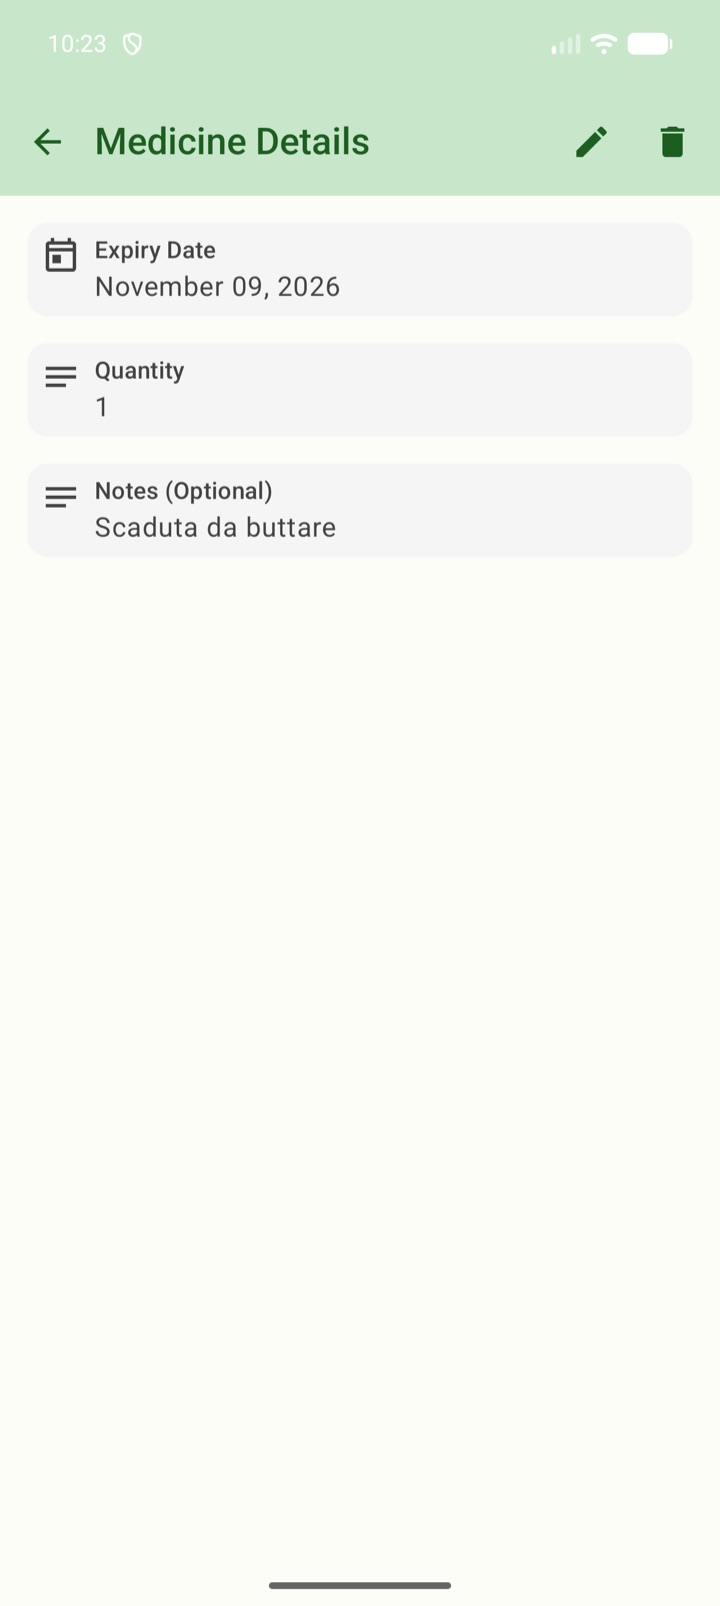 10:23
Medicine Details
Expiry Date
November 09, 2026
Quantity
1
Notes (Optional)
Scaduta da buttare